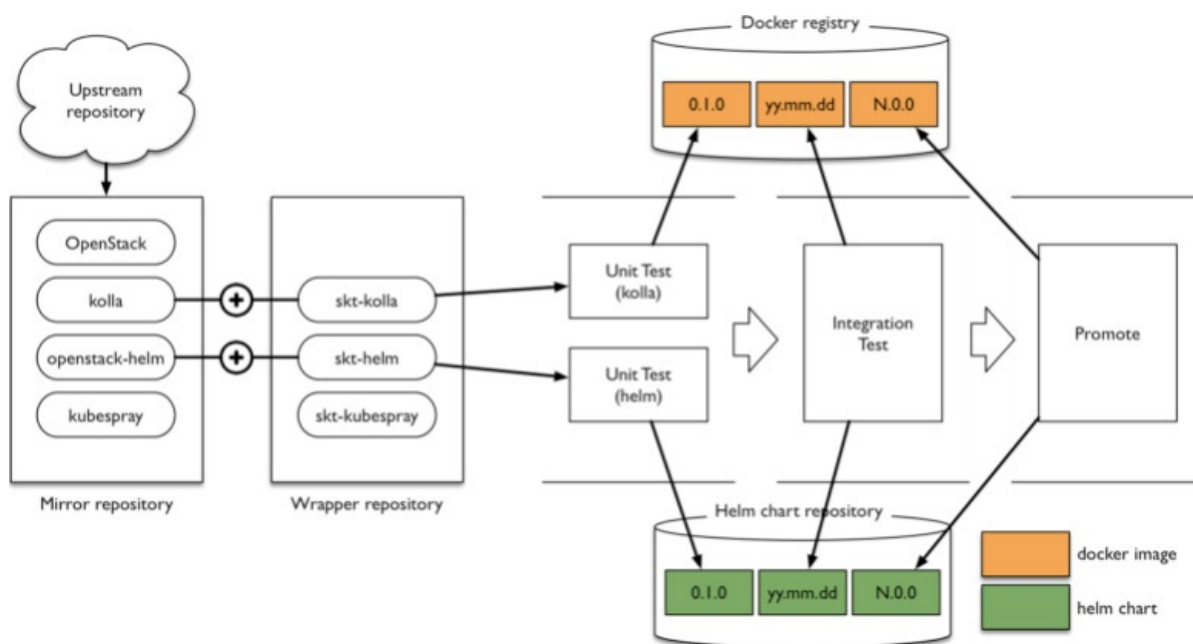 Docker registry
0.1.0
yy.mm.dd
N.0.0
Upstream
repository
OpenStack
kolla
openstack-helm
kubespray
Mirror repository
skt-kolla
skt-helm
skt-kubespray
Wrapper repository
Unit Test
(kolla)
Unit Test
(helm)
Integration
Test
Promote
Helm chart repository
0.1.0
yy.mm.dd
N.0.0
docker image
helm chart